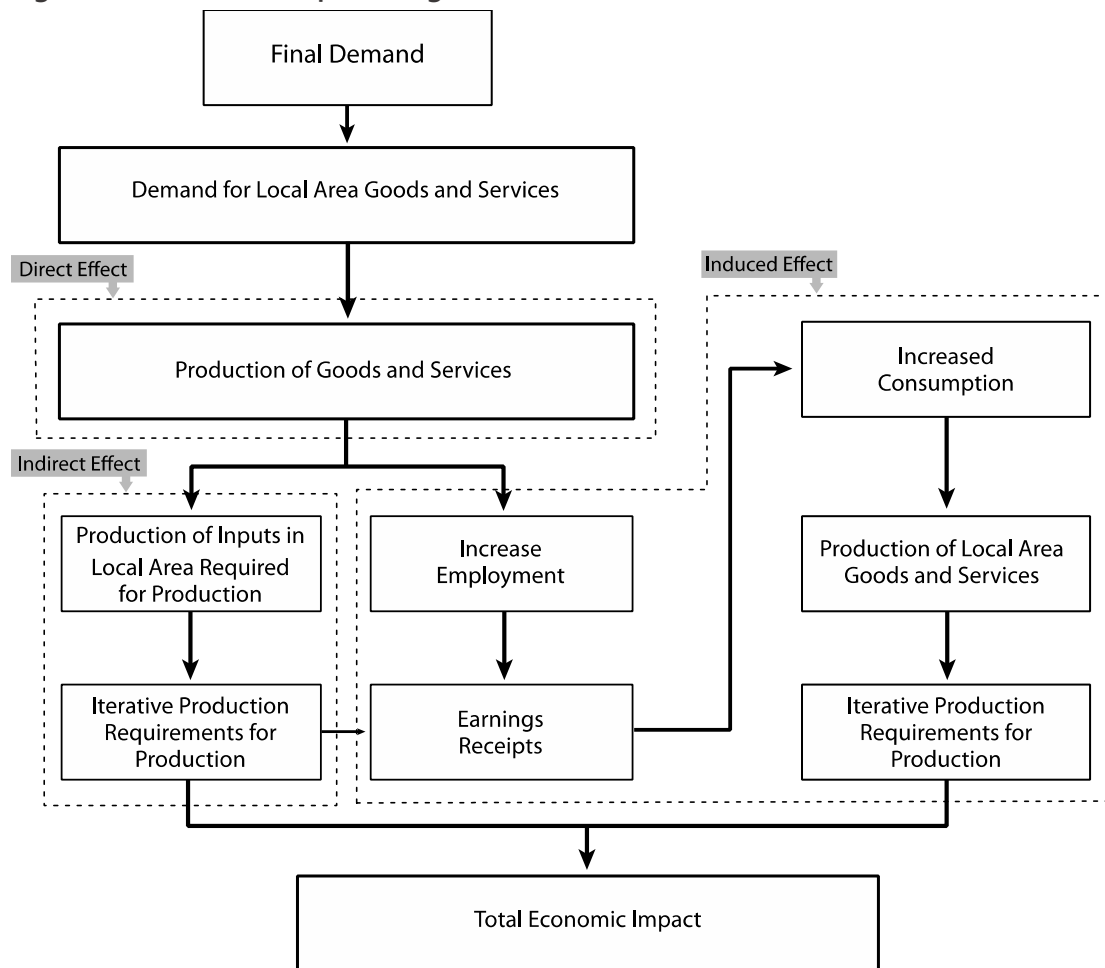 Final Demand
Demand for Local Area Goods and Services
Direct Effect
Induced Effect
Production of Goods and Services
Increased
Consumption
Indirect Effect
Production of Inputs in
Local Area Required
for Production
Increase
Employment
Production of Local Area
Goods and Services
Iterative Production
Requirements for
Production
Earnings
Receipts
Iterative Production
Requirements for
Production
Total Economic Impact